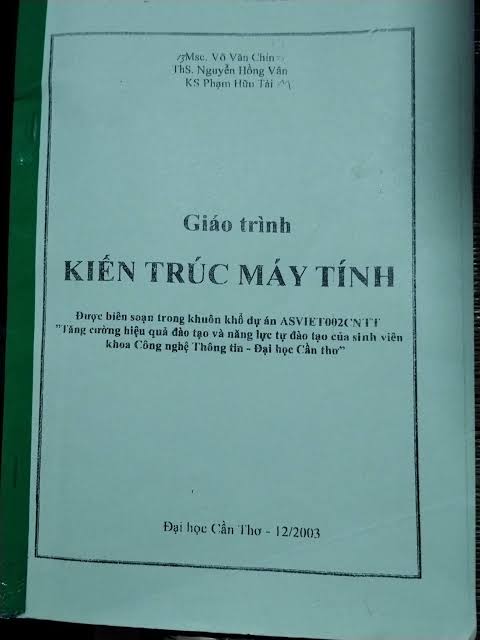 Msc. Võ Văn Chín
ThS. Nguyễn Hồng Vân
KS Phạm Hữu Tài
Giáo trình
KIẾN TRÚC MÁY TÍNH
Được biên soạn trong khuôn khổ dự án ASVIET002CNTT
"Tăng cường hiệu quả đào tạo và năng lực tự đào tạo của sinh viên
khoa Công nghệ Thông tin - Đại học Cần thơ"
Đại học Cần Thơ - 12/2003